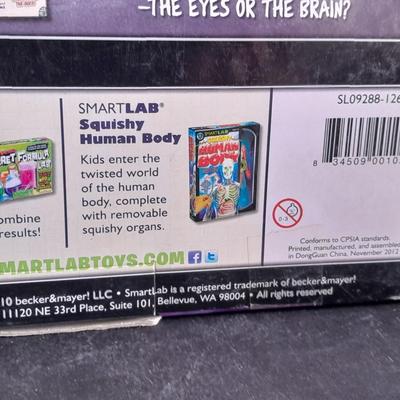 —THE EYES OR THE BRAIN?
SMARTLAB®
Squishy
Human Body
Kids enter the
twisted world
of the human
body, complete
with removable
squishy organs.
ombine
results!
MARTLABTOYS.COM
SL09288-126
8 34509 0010
0-3
Conforms to CPSIA standards.
Printed, manufactured, and assembled
in DongGuan China, November 2012
10 becker&mayer! LLC • SmartLab is a registered trademark of becker&mayer!
11120 NE 33rd Place, Suite 101, Bellevue, WA 98004 • All rights reserved